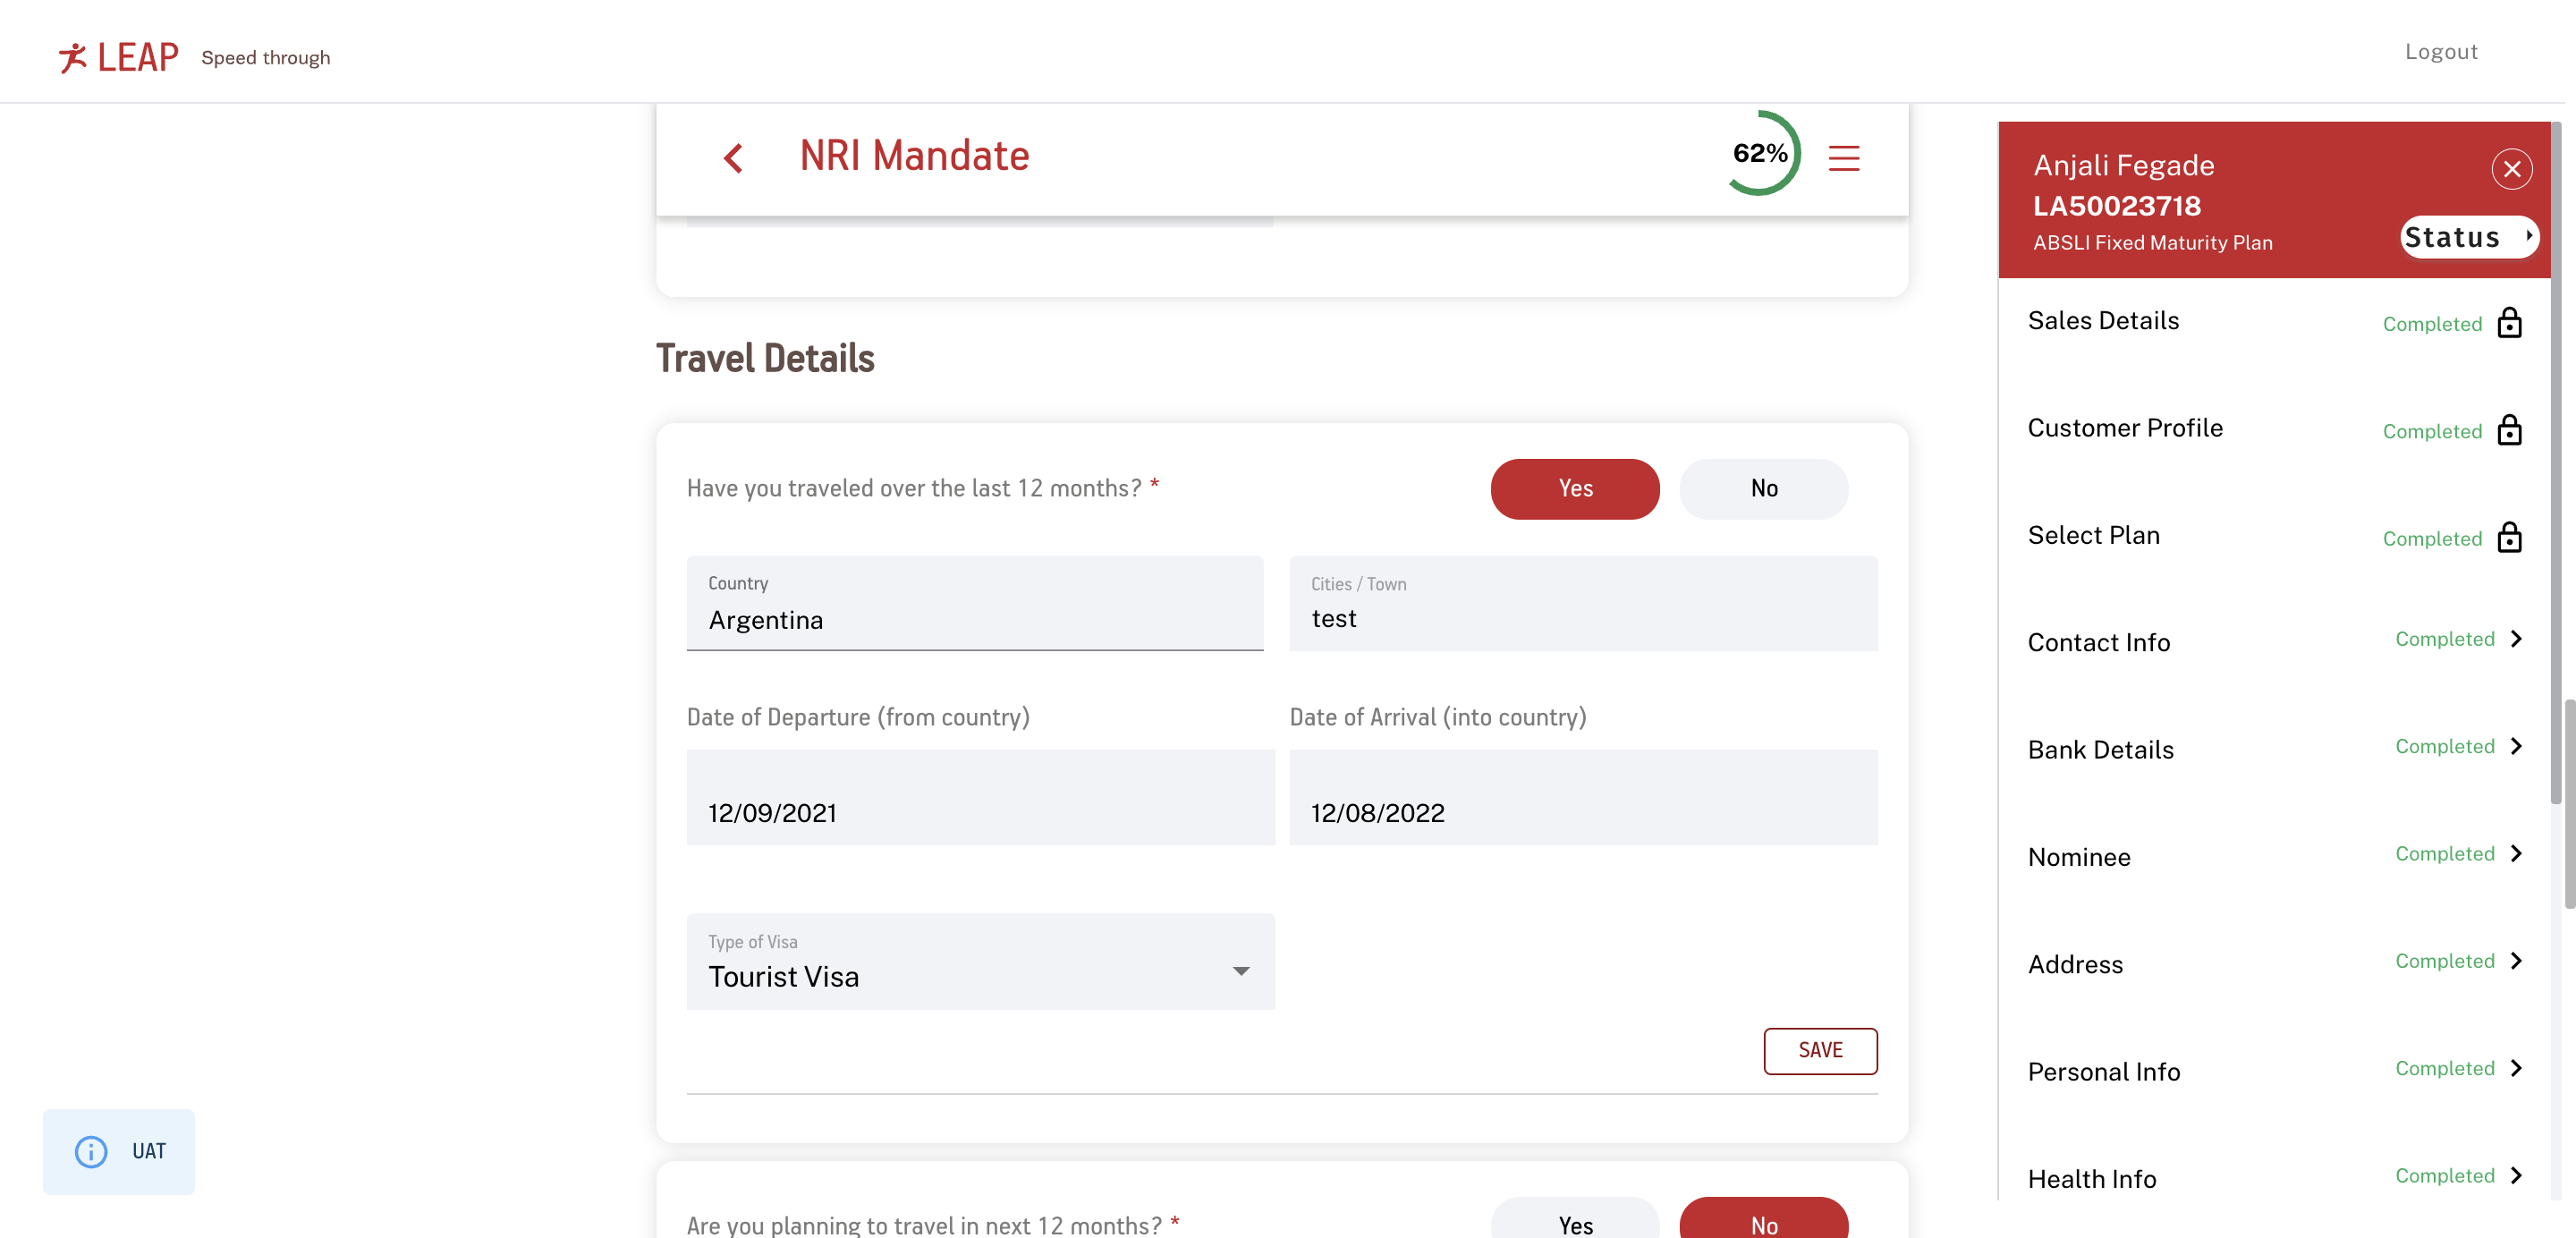 LEAP Speed through
Logout
NRI Mandate
62%
Anjali Fegade
LA50023718
ABSLI Fixed Maturity Plan
Status
Sales Details Completed
Customer Profile Completed
Select Plan Completed
Contact Info Completed
Bank Details Completed
Nominee Completed
Address Completed
Personal Info Completed
Health Info Completed
Travel Details
Have you traveled over the last 12 months? *
Yes No
Country
Argentina
Cities / Town
test
Date of Departure (from country)
12/09/2021
Date of Arrival (into country)
12/08/2022
Type of Visa
Tourist Visa
SAVE
Are you planning to travel in next 12 months? *
Yes No
UAT